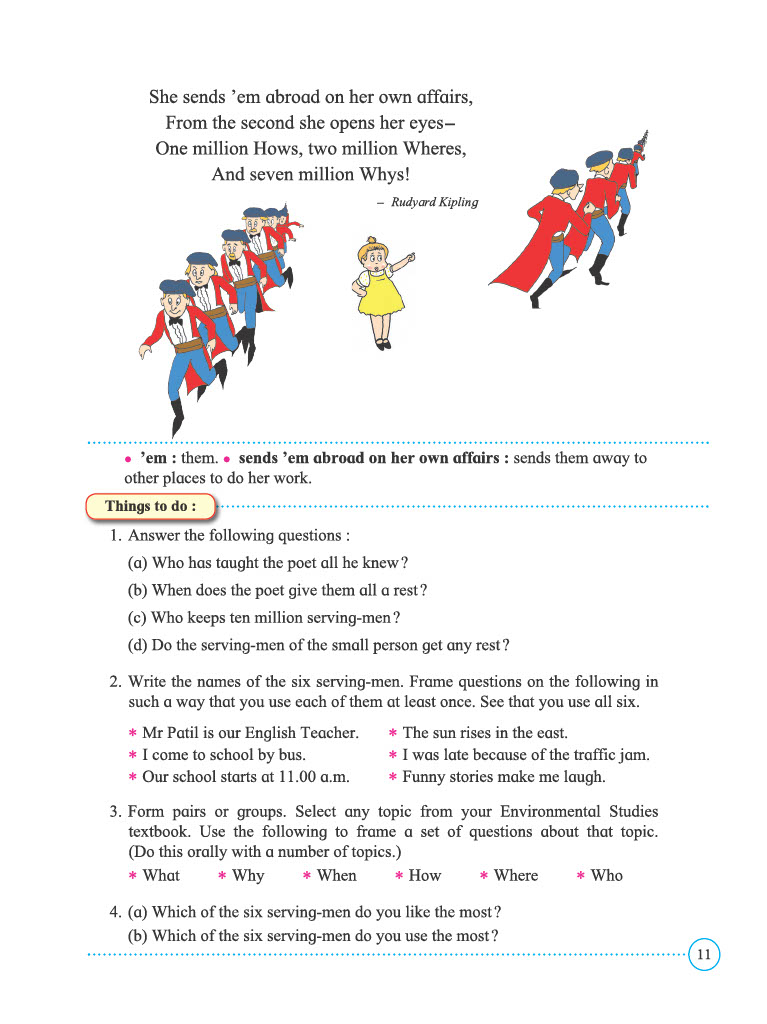 She sends ’em abroad on her own affairs,
From the second she opens her eyes–
One million Hows, two million Wheres,
And seven million Whys!
– Rudyard Kipling
• ’em : them. • sends ’em abroad on her own affairs : sends them away to
other places to do her work.
Things to do :
1. Answer the following questions :
(a) Who has taught the poet all he knew?
(b) When does the poet give them all a rest?
(c) Who keeps ten million serving-men?
(d) Do the serving-men of the small person get any rest?
2. Write the names of the six serving-men. Frame questions on the following in
such a way that you use each of them at least once. See that you use all six.
* Mr Patil is our English Teacher. * The sun rises in the east.
* I come to school by bus. * I was late because of the traffic jam.
* Our school starts at 11.00 a.m. * Funny stories make me laugh.
3. Form pairs or groups. Select any topic from your Environmental Studies
textbook. Use the following to frame a set of questions about that topic.
(Do this orally with a number of topics.)
* What * Why * When * How * Where * Who
4. (a) Which of the six serving-men do you like the most?
(b) Which of the six serving-men do you use the most?
11